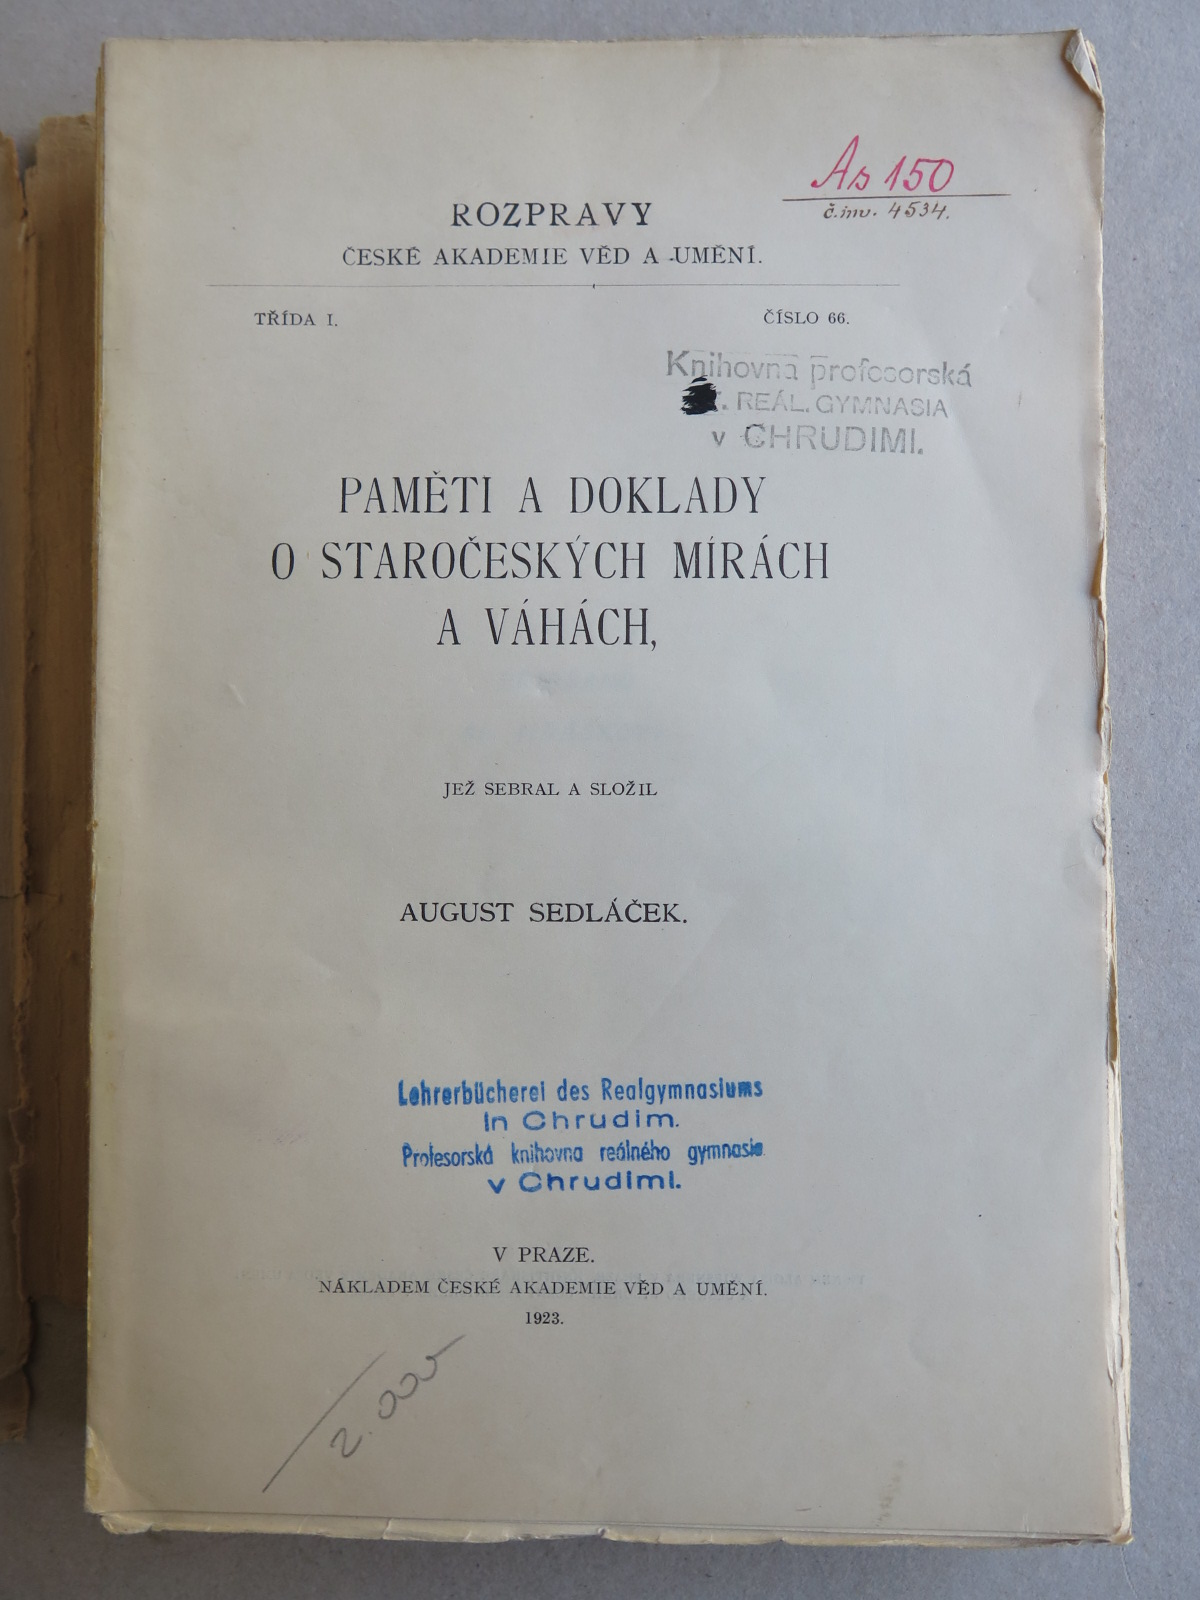 As 150
č. inv. 4534.
ROZPRAVY
ČESKÉ AKADEMIE VĚD A UMĚNÍ.
TŘÍDA I.
ČÍSLO 66.
Knihovna profesorská
REÁL. GYMNASIA
v CHRUDIMI.
PAMĚTI A DOKLADY
O STAROČESKÝCH MÍRÁCH
A VÁHÁCH,
JEŽ SEBRAL A SLOŽIL
AUGUST SEDLÁČEK.
Lehrerbücherei des Realgymnasiums
in Chrudim.
Profesorská knihovna reálného gymnasia
v Chrudimi.
V PRAZE.
NÁKLADEM ČESKÉ AKADEMIE VĚD A UMĚNÍ.
1923.